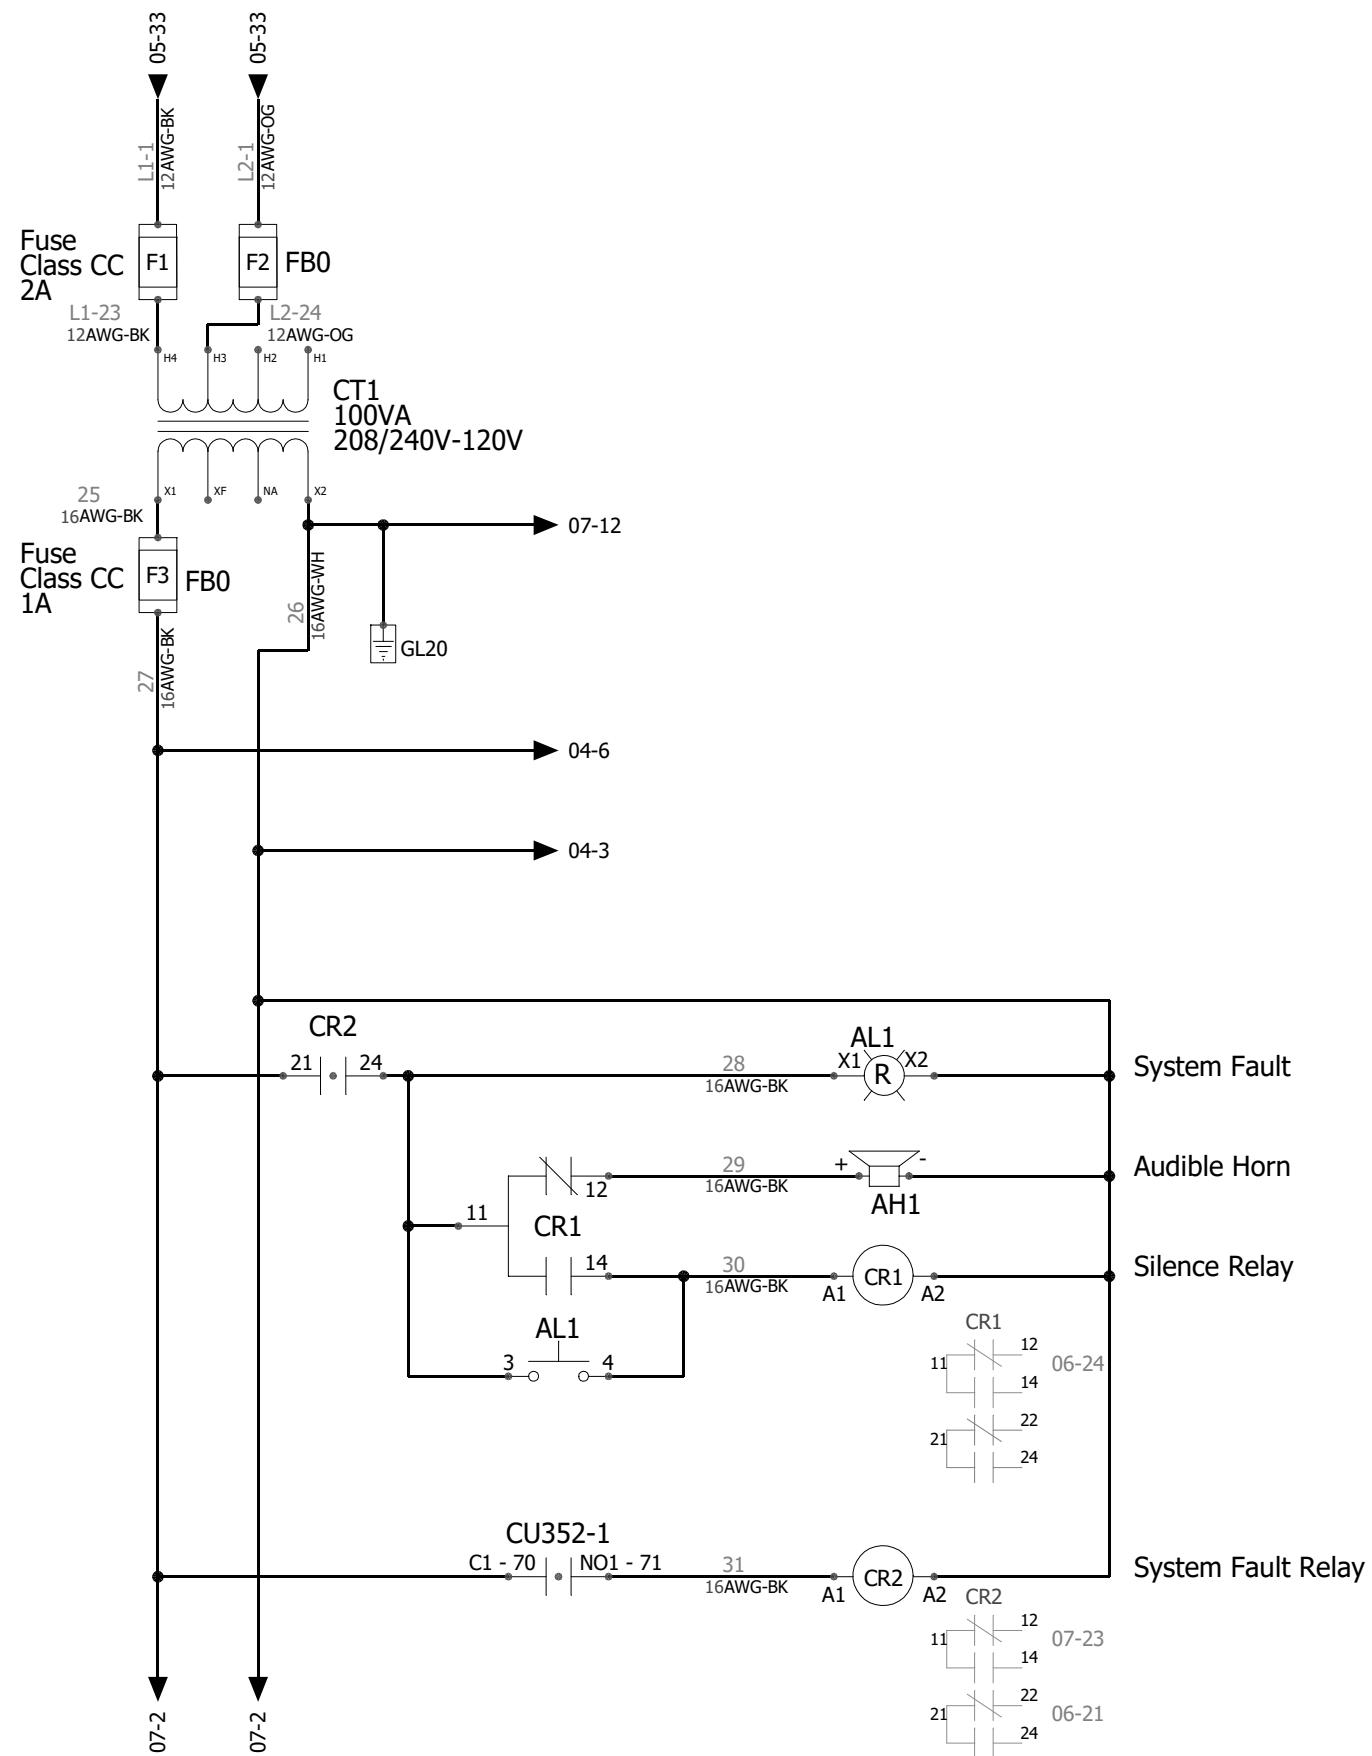 05-33
05-33
L1-1
12AWG-BK
L2-1
12AWG-OG
Fuse
Class CC
2A
F1
F2
FB0
L1-23
12AWG-BK
L2-24
12AWG-OG
H4
H3
H2
H1
CT1
100VA
208/240V-120V
X1
XF
NA
X2
25
16AWG-BK
07-12
Fuse
Class CC
1A
F3
FB0
26
16AWG-WH
GL20
27
16AWG-BK
04-6
04-3
CR2
21
24
28
16AWG-BK
AL1
X1
R
X2
System Fault
11
12
29
16AWG-BK
+
-
AH1
Audible Horn
CR1
14
30
16AWG-BK
A1
CR1
A2
Silence Relay
AL1
3
4
CR1
11
12
14
06-24
21
22
24
CU352-1
C1 - 70
NO1 - 71
31
16AWG-BK
A1
CR2
A2
System Fault Relay
CR2
11
12
14
07-23
21
22
24
06-21
07-2
07-2